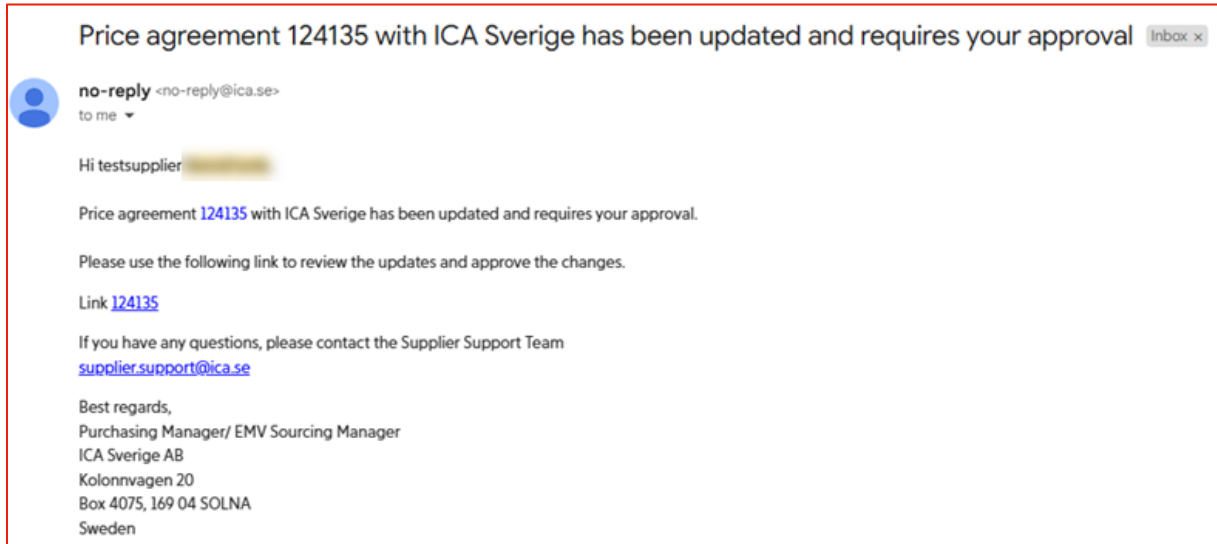 Price agreement 124135 with ICA Sverige has been updated and requires your approval Inbox x
no-reply <no-reply@ica.se>
to me
Hi testsupplier
Price agreement 124135 with ICA Sverige has been updated and requires your approval.
Please use the following link to review the updates and approve the changes.
Link 124135
If you have any questions, please contact the Supplier Support Team
supplier.support@ica.se
Best regards,
Purchasing Manager/ EMV Sourcing Manager
ICA Sverige AB
Kolonnvagen 20
Box 4075, 169 04 SOLNA
Sweden